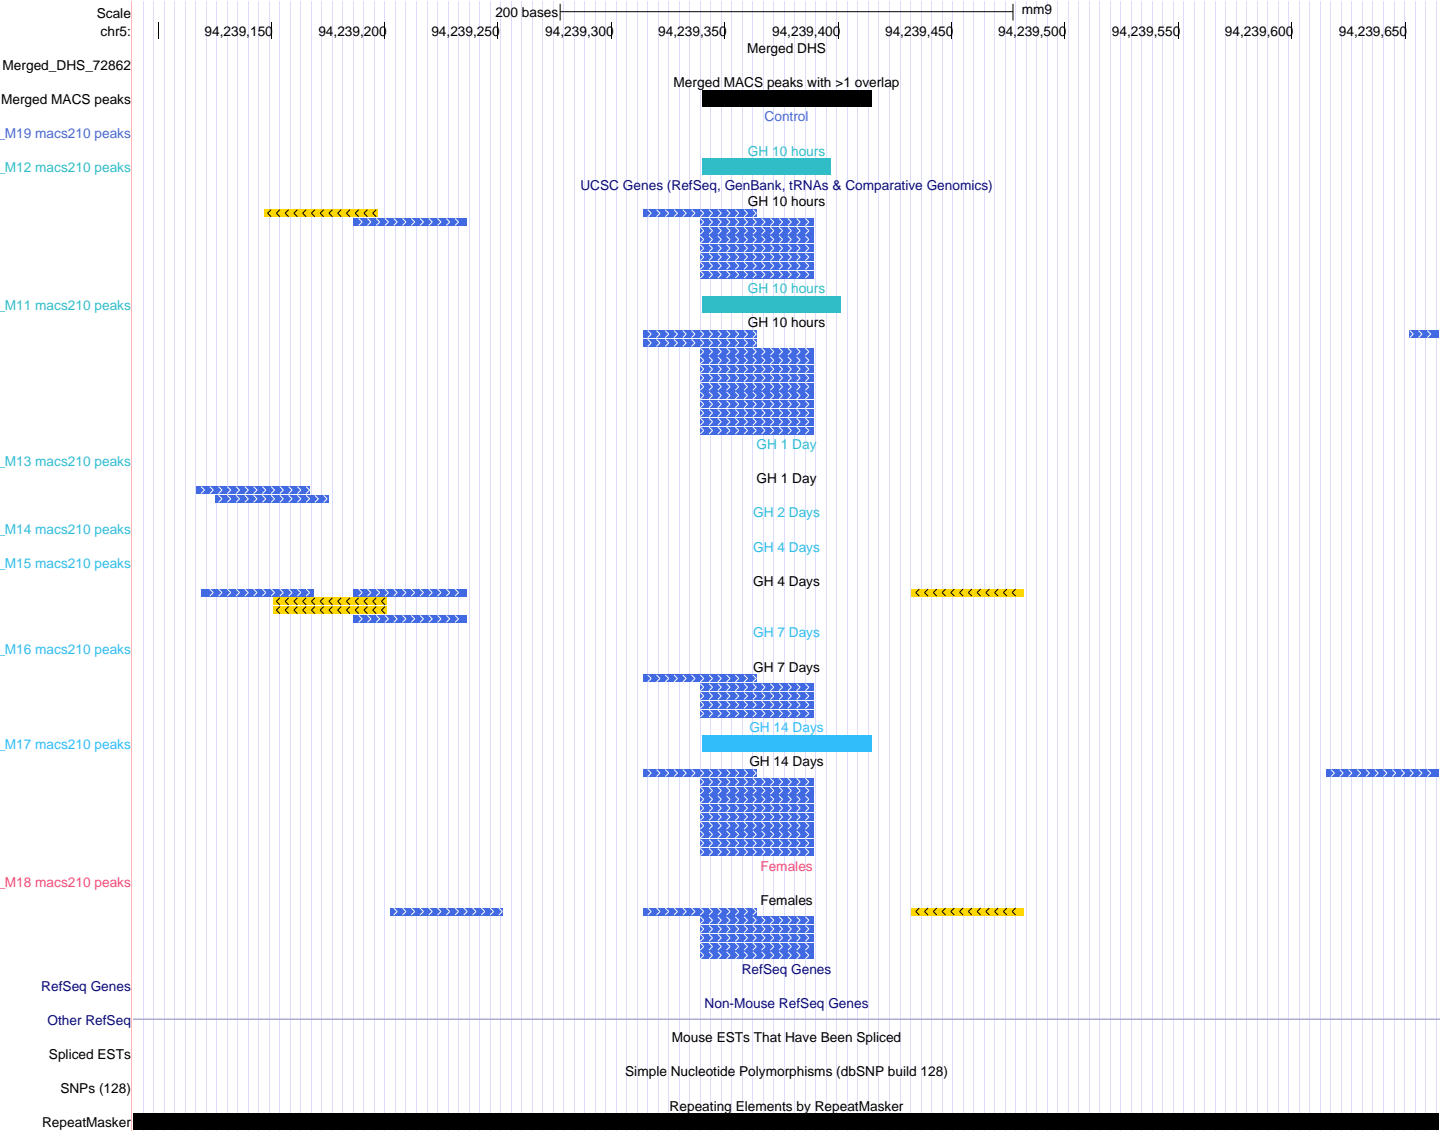 Scale 200 bases mm9
chr5: 94,239,150 94,239,200 94,239,250 94,239,300 94,239,350 94,239,400 94,239,450 94,239,500 94,239,550 94,239,600 94,239,650
Merged DHS
Merged_DHS_72862
Merged MACS peaks with >1 overlap
Merged MACS peaks
Control
_M19 macs210 peaks
GH 10 hours
_M12 macs210 peaks
UCSC Genes (RefSeq, GenBank, tRNAs & Comparative Genomics)
GH 10 hours
GH 10 hours
_M11 macs210 peaks
GH 10 hours
GH 1 Day
_M13 macs210 peaks
GH 1 Day
GH 2 Days
_M14 macs210 peaks
GH 4 Days
_M15 macs210 peaks
GH 4 Days
GH 7 Days
_M16 macs210 peaks
GH 7 Days
GH 14 Days
_M17 macs210 peaks
GH 14 Days
Females
_M18 macs210 peaks
Females
RefSeq Genes
RefSeq Genes
Non-Mouse RefSeq Genes
Other RefSeq
Mouse ESTs That Have Been Spliced
Spliced ESTs
Simple Nucleotide Polymorphisms (dbSNP build 128)
SNPs (128)
Repeating Elements by RepeatMasker
RepeatMasker